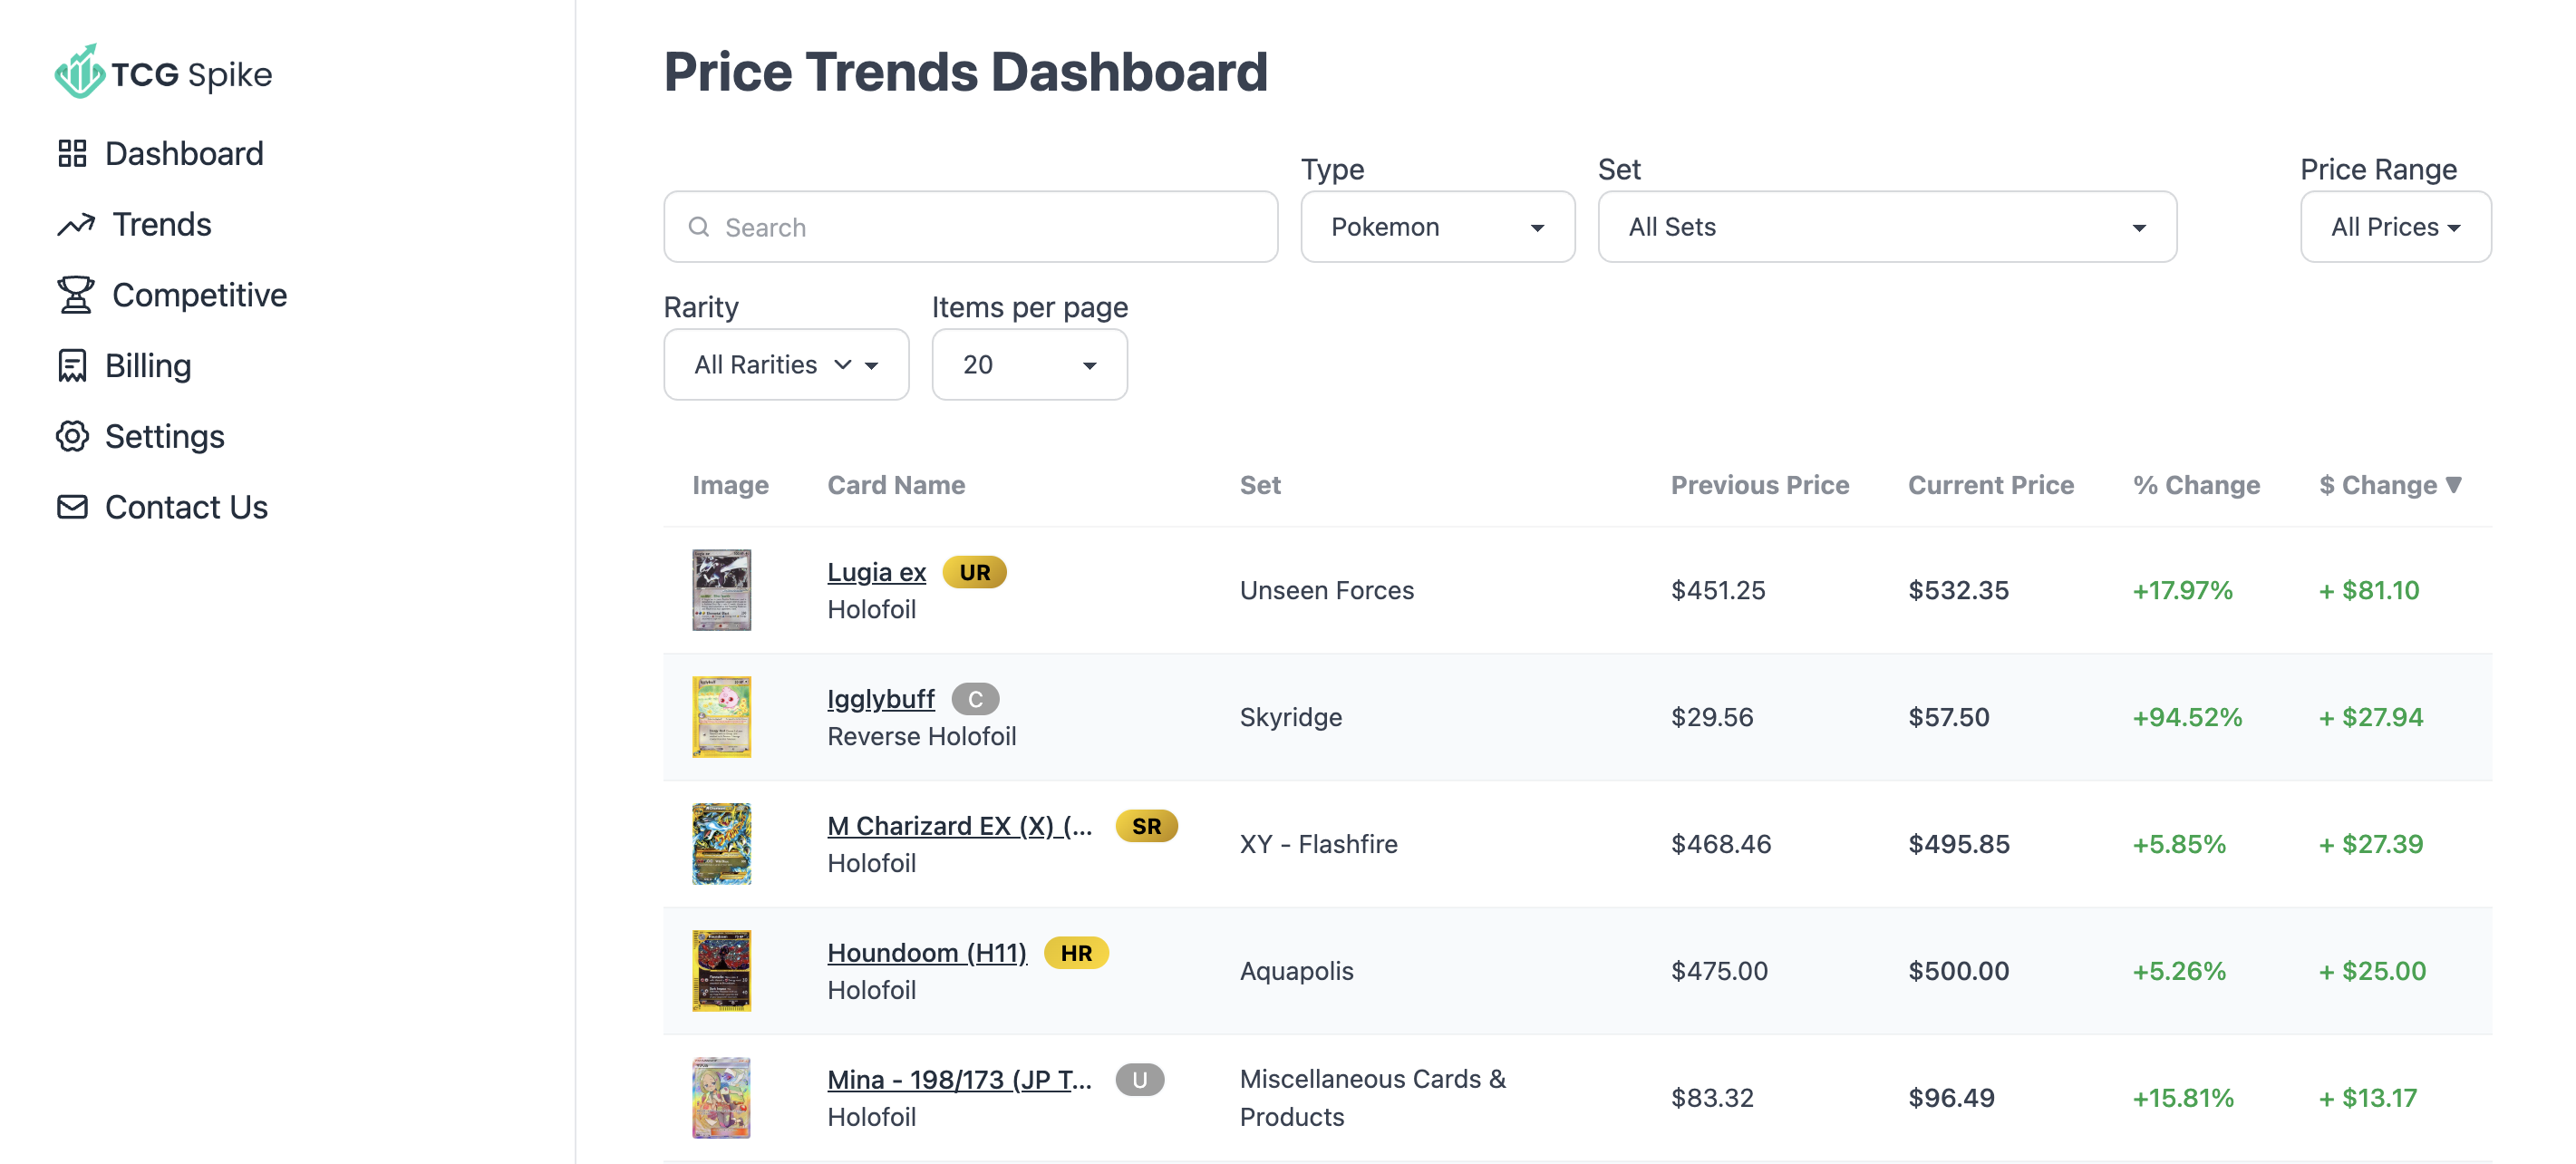 TCG Spike
Dashboard
Trends
Competitive
Billing
Settings
Contact Us
Price Trends Dashboard
Search
Type
Pokemon
Set
All Sets
Price Range
All Prices
Rarity
All Rarities
Items per page
20
Image Card Name Set Previous Price Current Price % Change $ Change ▼
Lugia ex UR
Holofoil
Unseen Forces $451.25 $532.35 +17.97% + $81.10
Igglybuff C
Reverse Holofoil
Skyridge $29.56 $57.50 +94.52% + $27.94
M Charizard EX (X) (... SR
Holofoil
XY - Flashfire $468.46 $495.85 +5.85% + $27.39
Houndoom (H11) HR
Holofoil
Aquapolis $475.00 $500.00 +5.26% + $25.00
Mina - 198/173 (JP T... U
Holofoil
Miscellaneous Cards &
Products
$83.32 $96.49 +15.81% + $13.17